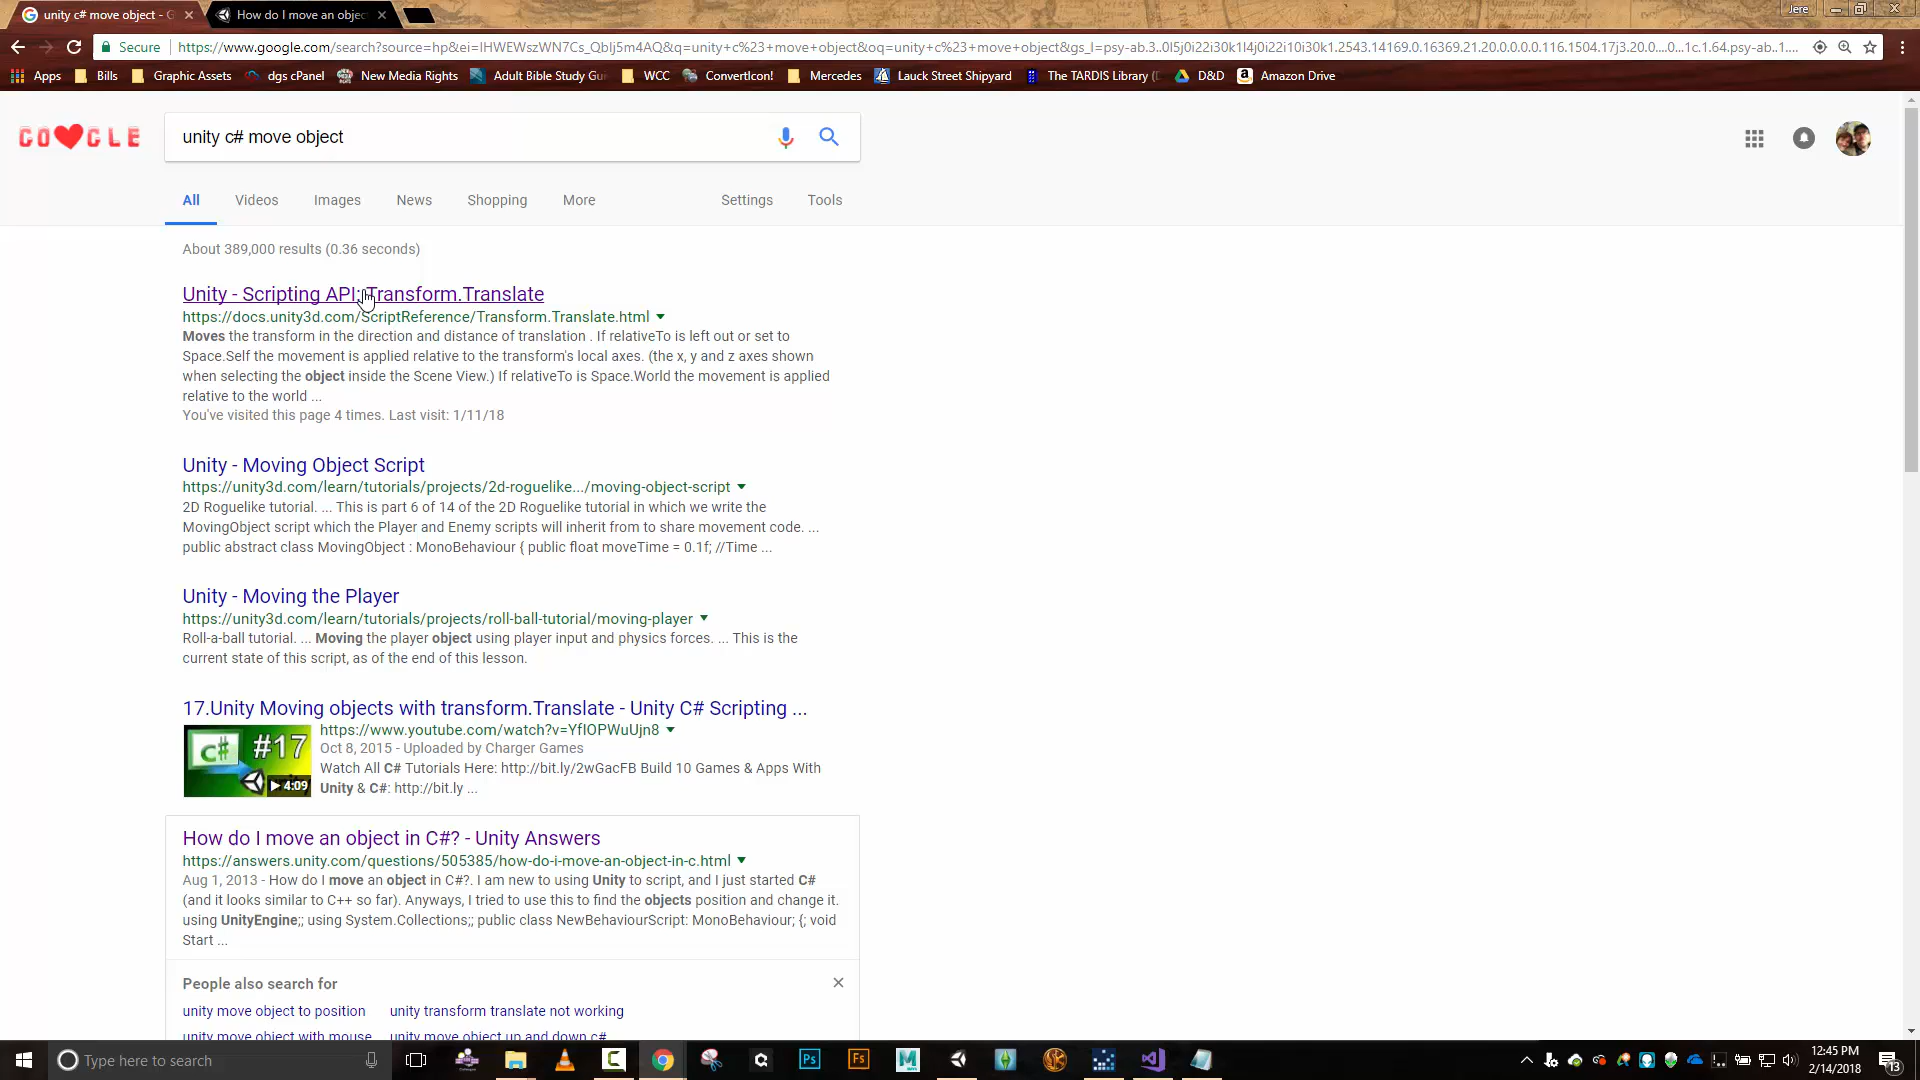 unity c# move object - G
How do I move an objec
Jere
Secure
https://www.google.com/search?source=hp&ei=IHWEWszWN7Cs_QbIj5m4AQ&q=unity+c%23+move+object&oq=unity+c%23+move+object&gs_l=psy-ab.3..0l5j0i22i30k1l4j0i22i10i30k1.2543.14169.0.16369.21.20.0.0.0.0.116.1504.17j3.20.0....0...1c.1.64.psy-ab..1....
Apps
Bills
Graphic Assets
dgs cPanel
New Media Rights
Adult Bible Study Gui
WCC
ConvertIcon!
Mercedes
Lauck Street Shipyard
The TARDIS Library (D
D&D
Amazon Drive
unity c# move object
All
Videos
Images
News
Shopping
More
Settings
Tools
About 389,000 results (0.36 seconds)
Unity - Scripting API: Transform.Translate
https://docs.unity3d.com/ScriptReference/Transform.Translate.html
Moves the transform in the direction and distance of translation . If relativeTo is left out or set to
Space.Self the movement is applied relative to the transform's local axes. (the x, y and z axes shown
when selecting the object inside the Scene View.) If relativeTo is Space.World the movement is applied
relative to the world ...
You've visited this page 4 times. Last visit: 1/11/18
Unity - Moving Object Script
https://unity3d.com/learn/tutorials/projects/2d-roguelike.../moving-object-script
2D Roguelike tutorial. ... This is part 6 of 14 of the 2D Roguelike tutorial in which we write the
MovingObject script which the Player and Enemy scripts will inherit from to share movement code. ...
public abstract class MovingObject : MonoBehaviour { public float moveTime = 0.1f; //Time ...
Unity - Moving the Player
https://unity3d.com/learn/tutorials/projects/roll-ball-tutorial/moving-player
Roll-a-ball tutorial. ... Moving the player object using player input and physics forces. ... This is the
current state of this script, as of the end of this lesson.
17.Unity Moving objects with transform.Translate - Unity C# Scripting ...
C# #17
4:09
https://www.youtube.com/watch?v=YfIOPWuUjn8
Oct 8, 2015 - Uploaded by Charger Games
Watch All C# Tutorials Here: http://bit.ly/2wGacFB Build 10 Games & Apps With
Unity & C#: http://bit.ly ...
How do I move an object in C#? - Unity Answers
https://answers.unity.com/questions/505385/how-do-i-move-an-object-in-c.html
Aug 1, 2013 - How do I move an object in C#?. I am new to using Unity to script, and I just started C#
(and it looks similar to C++ so far). Anyways, I tried to use this to find the objects position and change it.
using UnityEngine;; using System.Collections;; public class NewBehaviourScript: MonoBehaviour; {; void
Start ...
People also search for
unity move object to position
unity transform translate not working
unity move object with mouse
unity move object up and down c#
Type here to search
Ps
Fs
12:45 PM
2/14/2018
13